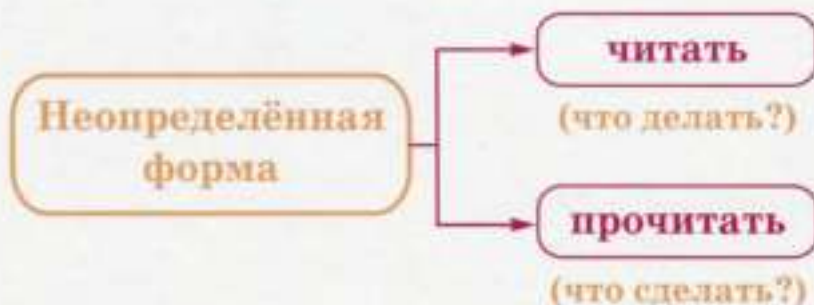 Неопределённая
форма
читать
(что делать?)
прочитать
(что сделать?)